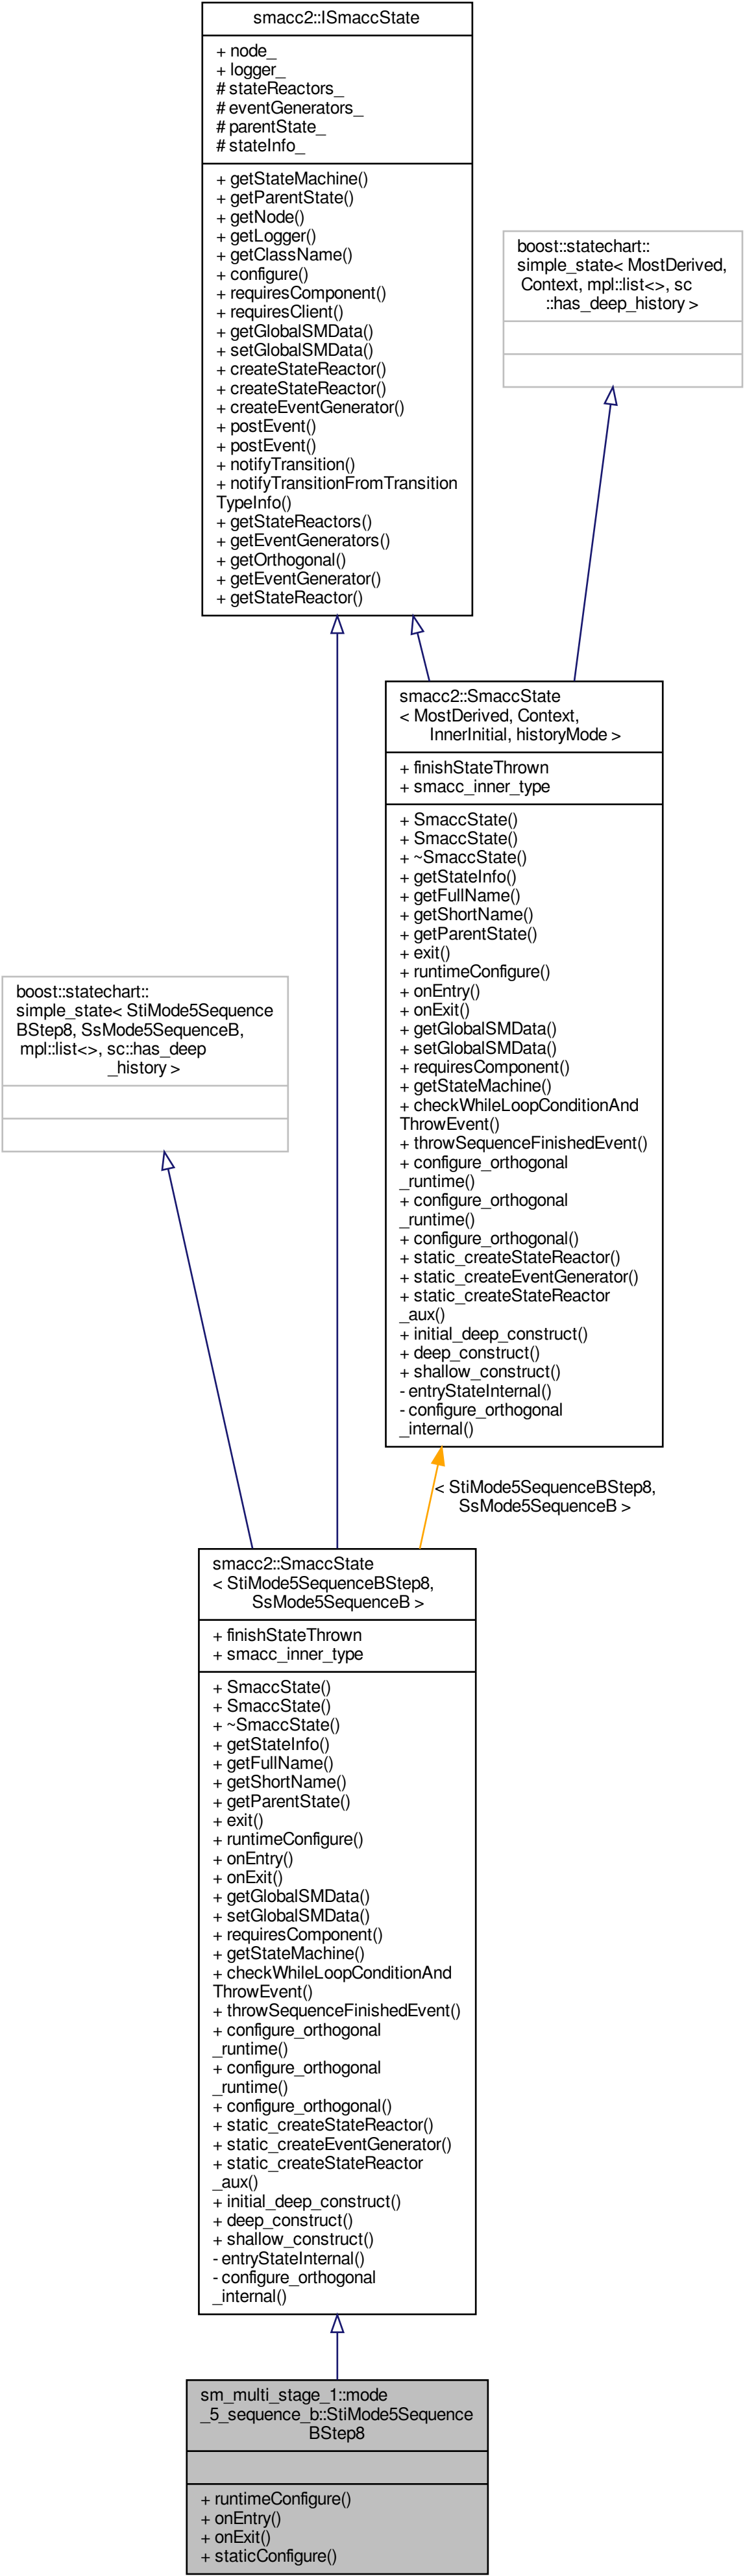 smacc2::ISmaccState
+ node_
+ logger_
# stateReactors_
# eventGenerators_
# parentState_
# stateInfo_
+ getStateMachine()
+ getParentState()
+ getNode()
+ getLogger()
+ getClassName()
+ configure()
+ requiresComponent()
+ requiresClient()
+ getGlobalSMData()
+ setGlobalSMData()
+ createStateReactor()
+ createStateReactor()
+ createEventGenerator()
+ postEvent()
+ postEvent()
+ notifyTransition()
+ notifyTransitionFromTransition
TypeInfo()
+ getStateReactors()
+ getEventGenerators()
+ getOrthogonal()
+ getEventGenerator()
+ getStateReactor()
boost::statechart::
simple_state< MostDerived,
Context, mpl::list<>, sc
::has_deep_history >
smacc2::SmaccState
< MostDerived, Context,
InnerInitial, historyMode >
+ finishStateThrown
+ smacc_inner_type
+ SmaccState()
+ SmaccState()
+ ~SmaccState()
+ getStateInfo()
+ getFullName()
+ getShortName()
+ getParentState()
+ exit()
+ runtimeConfigure()
+ onEntry()
+ onExit()
+ getGlobalSMData()
+ setGlobalSMData()
+ requiresComponent()
+ getStateMachine()
+ checkWhileLoopConditionAnd
ThrowEvent()
+ throwSequenceFinishedEvent()
+ configure_orthogonal
_runtime()
+ configure_orthogonal
_runtime()
+ configure_orthogonal()
+ static_createStateReactor()
+ static_createEventGenerator()
+ static_createStateReactor
_aux()
+ initial_deep_construct()
+ deep_construct()
+ shallow_construct()
- entryStateInternal()
- configure_orthogonal
_internal()
boost::statechart::
simple_state< StiMode5Sequence
BStep8, SsMode5SequenceB,
mpl::list<>, sc::has_deep
_history >
< StiMode5SequenceBStep8,
SsMode5SequenceB >
smacc2::SmaccState
< StiMode5SequenceBStep8,
SsMode5SequenceB >
+ finishStateThrown
+ smacc_inner_type
+ SmaccState()
+ SmaccState()
+ ~SmaccState()
+ getStateInfo()
+ getFullName()
+ getShortName()
+ getParentState()
+ exit()
+ runtimeConfigure()
+ onEntry()
+ onExit()
+ getGlobalSMData()
+ setGlobalSMData()
+ requiresComponent()
+ getStateMachine()
+ checkWhileLoopConditionAnd
ThrowEvent()
+ throwSequenceFinishedEvent()
+ configure_orthogonal
_runtime()
+ configure_orthogonal
_runtime()
+ configure_orthogonal()
+ static_createStateReactor()
+ static_createEventGenerator()
+ static_createStateReactor
_aux()
+ initial_deep_construct()
+ deep_construct()
+ shallow_construct()
- entryStateInternal()
- configure_orthogonal
_internal()
sm_multi_stage_1::mode
_5_sequence_b::StiMode5Sequence
BStep8
+ runtimeConfigure()
+ onEntry()
+ onExit()
+ staticConfigure()